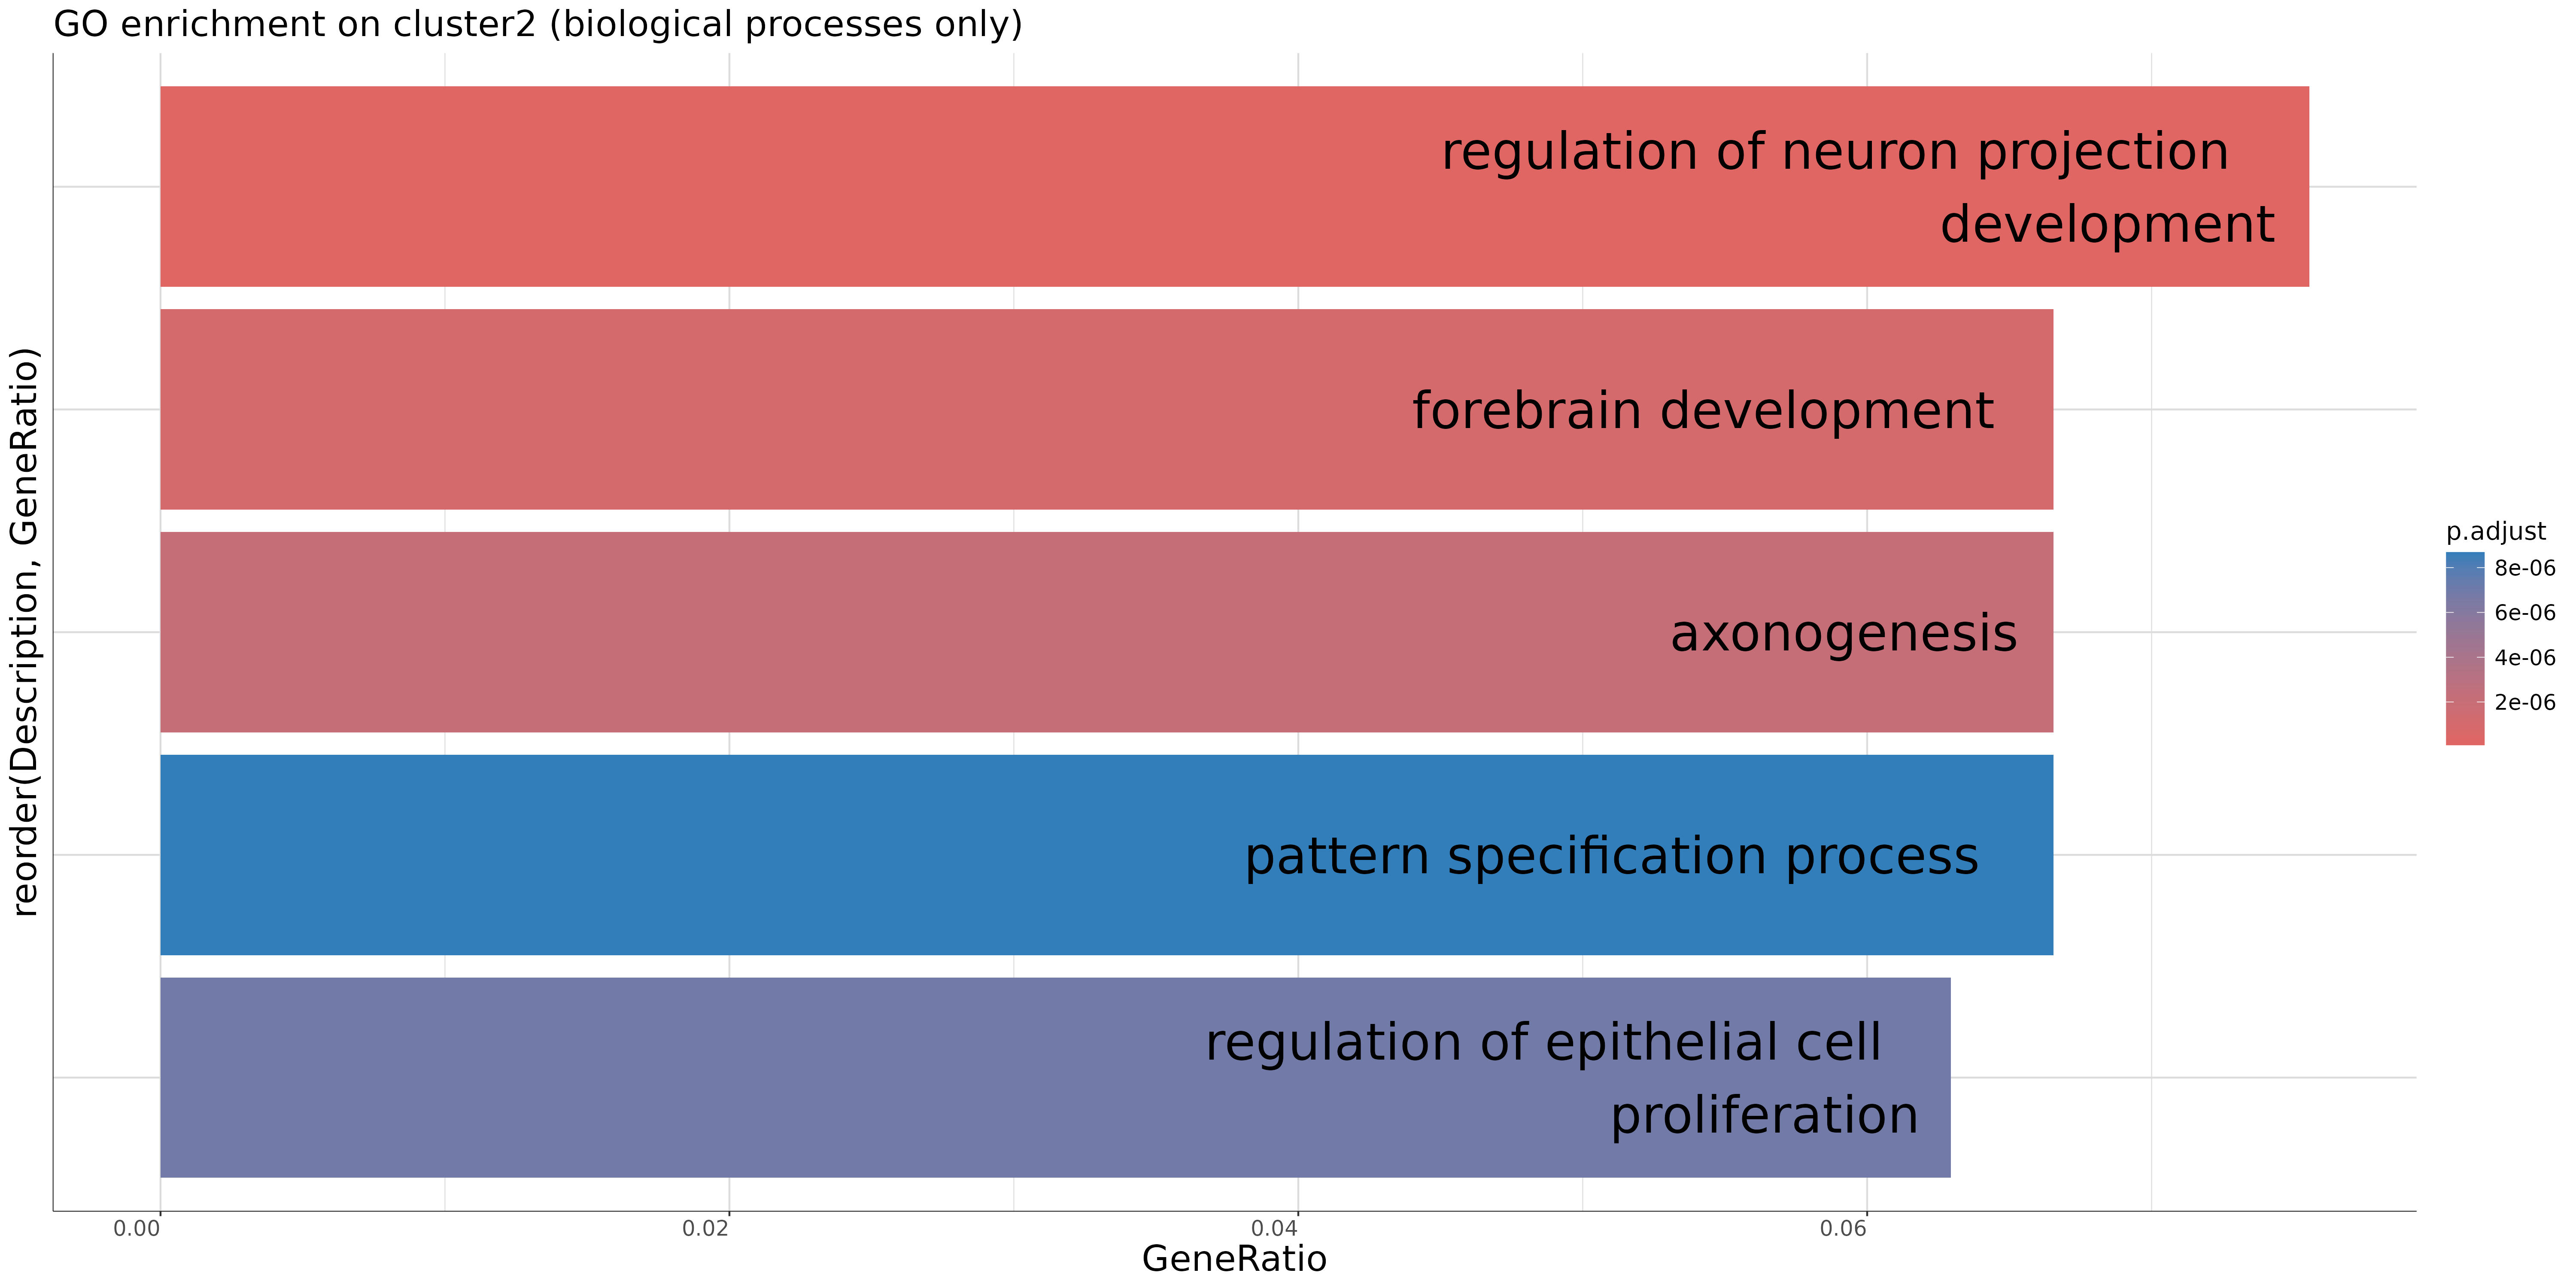 GO enrichment on cluster2 (biological processes only)
reorder(Description, GeneRatio)
regulation of neuron projection
development
forebrain development
axonogenesis
pattern specification process
regulation of epithelial cell
proliferation
0.00
0.02
0.04
0.06
GeneRatio
p.adjust
8e-06
6e-06
4e-06
2e-06